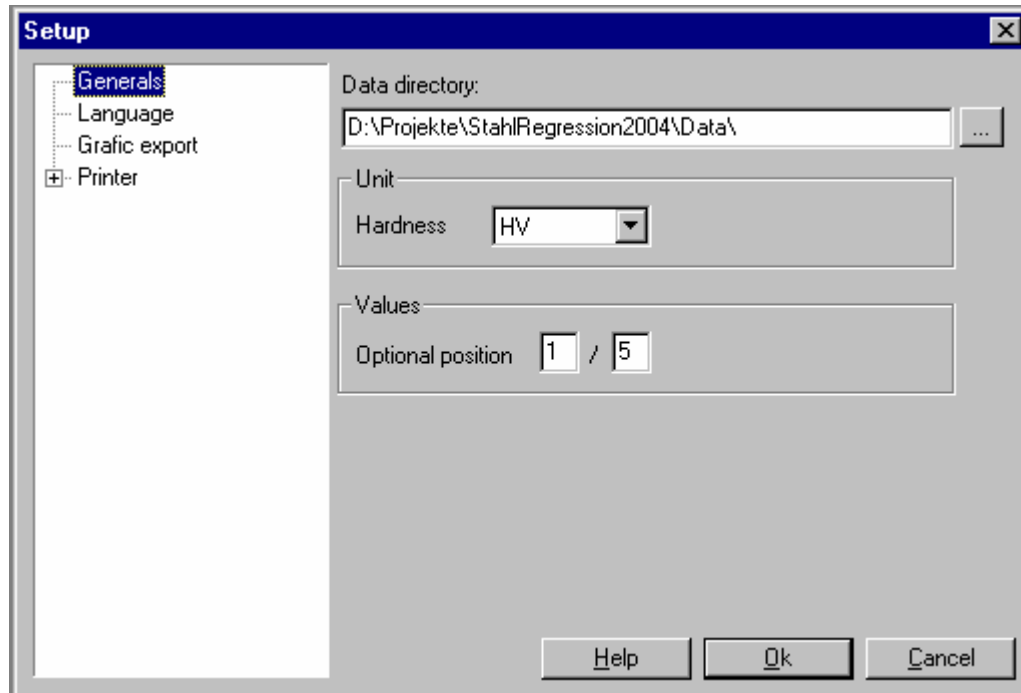 Setup
Generals
Language
Grafic export
Printer
Data directory:
D:\Projekte\StahlRegression2004\Data\
...
Unit
Hardness HV
Values
Optional position 1 / 5
Help Ok Cancel